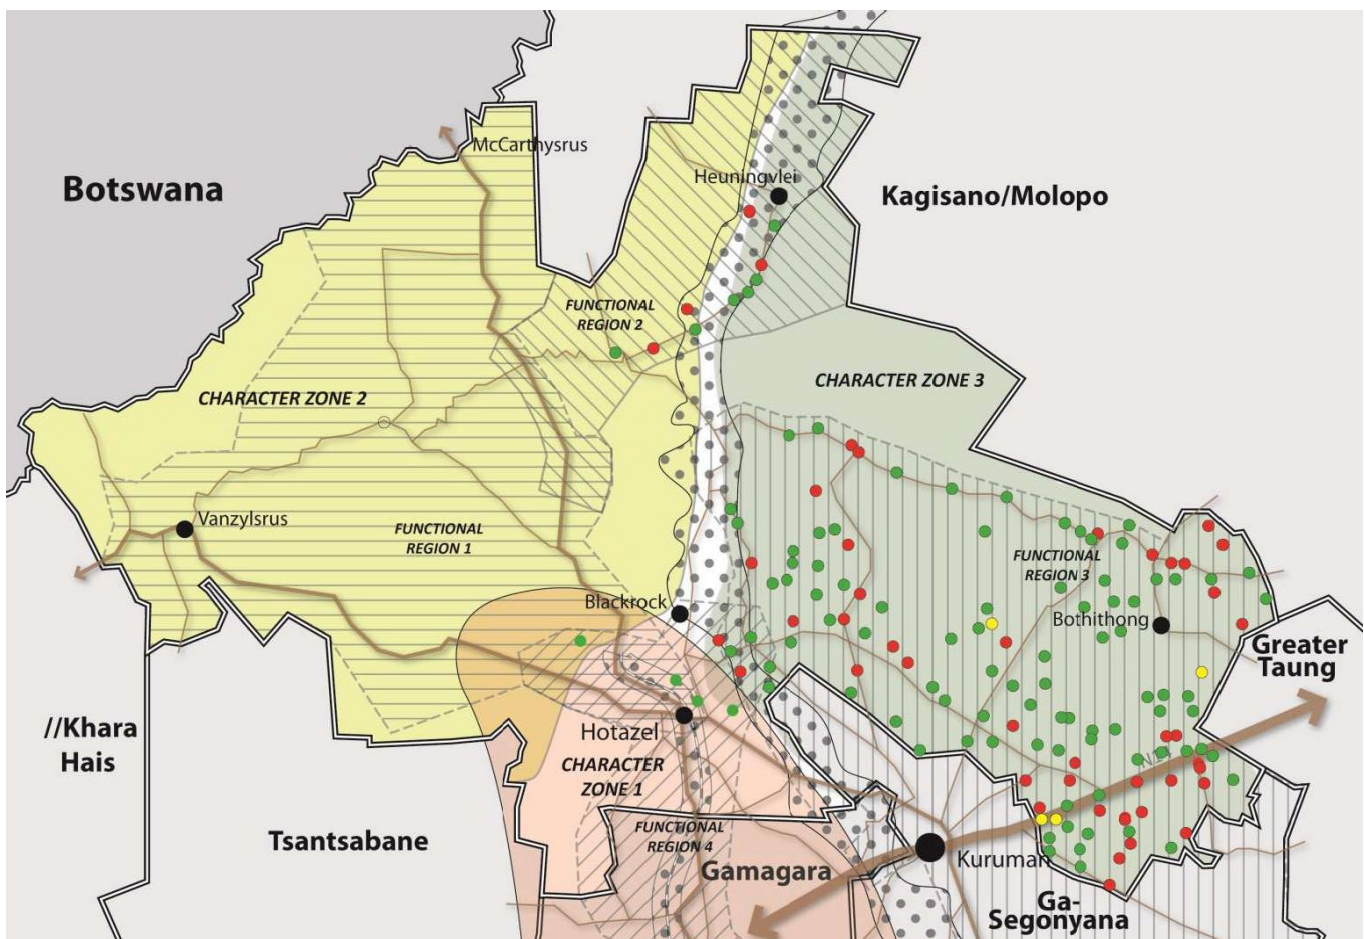 McCarthysrus
Botswana
Heuningvlei
Kagisano/Molopo
FUNCTIONAL
REGION 2
CHARACTER ZONE 2
CHARACTER ZONE 3
Vanzylsrus
FUNCTIONAL
REGION 1
FUNCTIONAL
REGION 3
Blackrock
Bothithong
Greater
Taung
//Khara
Hais
Hotazel
CHARACTER
ZONE 1
N14
Tsantsabane
FUNCTIONAL
REGION 4
Gamagara
Kuruman
Ga-
Segonyana